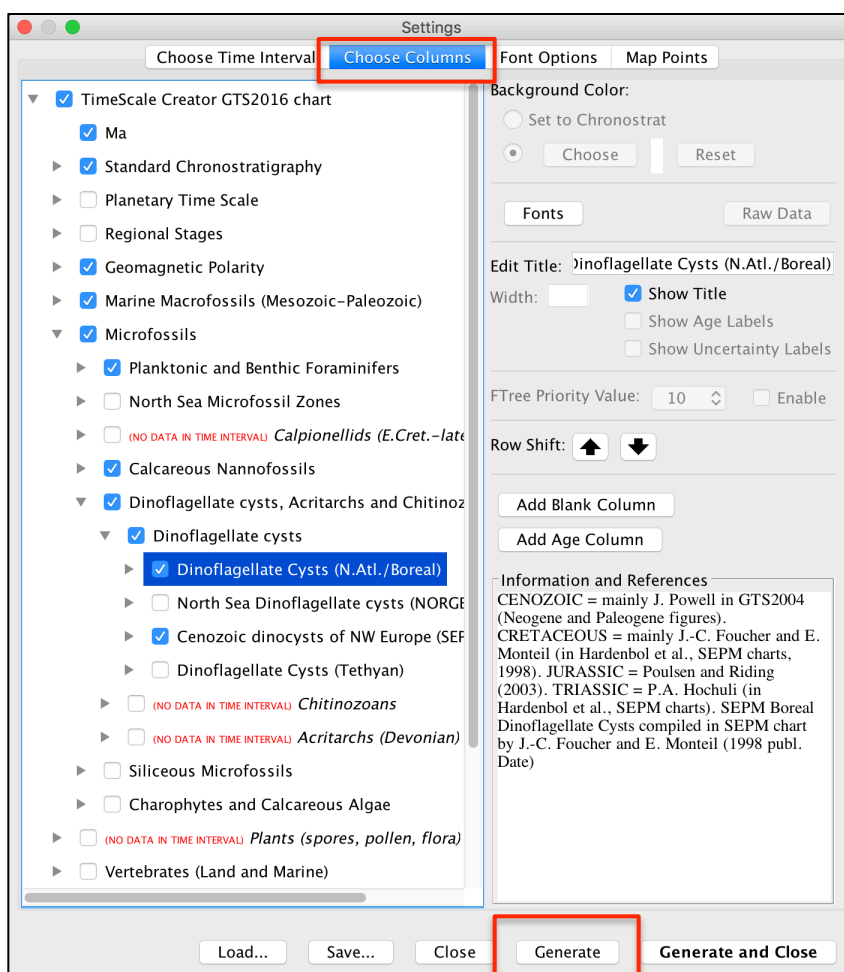 Settings
Choose Time Interval Choose Columns Font Options Map Points
TimeScale Creator GTS2016 chart
Ma
Standard Chronostratigraphy
Planetary Time Scale
Regional Stages
Geomagnetic Polarity
Marine Macrofossils (Mesozoic-Paleozoic)
Microfossils
Planktonic and Benthic Foraminifers
North Sea Microfossil Zones
(NO DATA IN TIME INTERVAL) Calpionellids (E.Cret.-late
Calcareous Nannofossils
Dinoflagellate cysts, Acritarchs and Chitinoz
Dinoflagellate cysts
Dinoflagellate Cysts (N.Atl./Boreal)
North Sea Dinoflagellate cysts (NORGE
Cenozoic dinocysts of NW Europe (SEP
Dinoflagellate Cysts (Tethyan)
(NO DATA IN TIME INTERVAL) Chitinozoans
(NO DATA IN TIME INTERVAL) Acritarchs (Devonian)
Siliceous Microfossils
Charophytes and Calcareous Algae
(NO DATA IN TIME INTERVAL) Plants (spores, pollen, flora)
Vertebrates (Land and Marine)
Background Color:
Set to Chronostrat
Choose Reset
Fonts Raw Data
Edit Title: Dinoflagellate Cysts (N.Atl./Boreal)
Width: Show Title
Show Age Labels
Show Uncertainty Labels
FTree Priority Value: 10 Enable
Row Shift:
Add Blank Column
Add Age Column
Information and References
CENOZOIC = mainly J. Powell in GTS2004
(Neogene and Paleogene figures).
CRETACEOUS = mainly J.-C. Foucher and E.
Monteil (in Hardenbol et al., SEPM charts,
1998). JURASSIC = Poulsen and Riding
(2003). TRIASSIC = P.A. Hochuli (in
Hardenbol et al., SEPM charts). SEPM Boreal
Dinoflagellate Cysts compiled in SEPM chart
by J.-C. Foucher and E. Monteil (1998 publ.
Date)
Load... Save... Close Generate Generate and Close